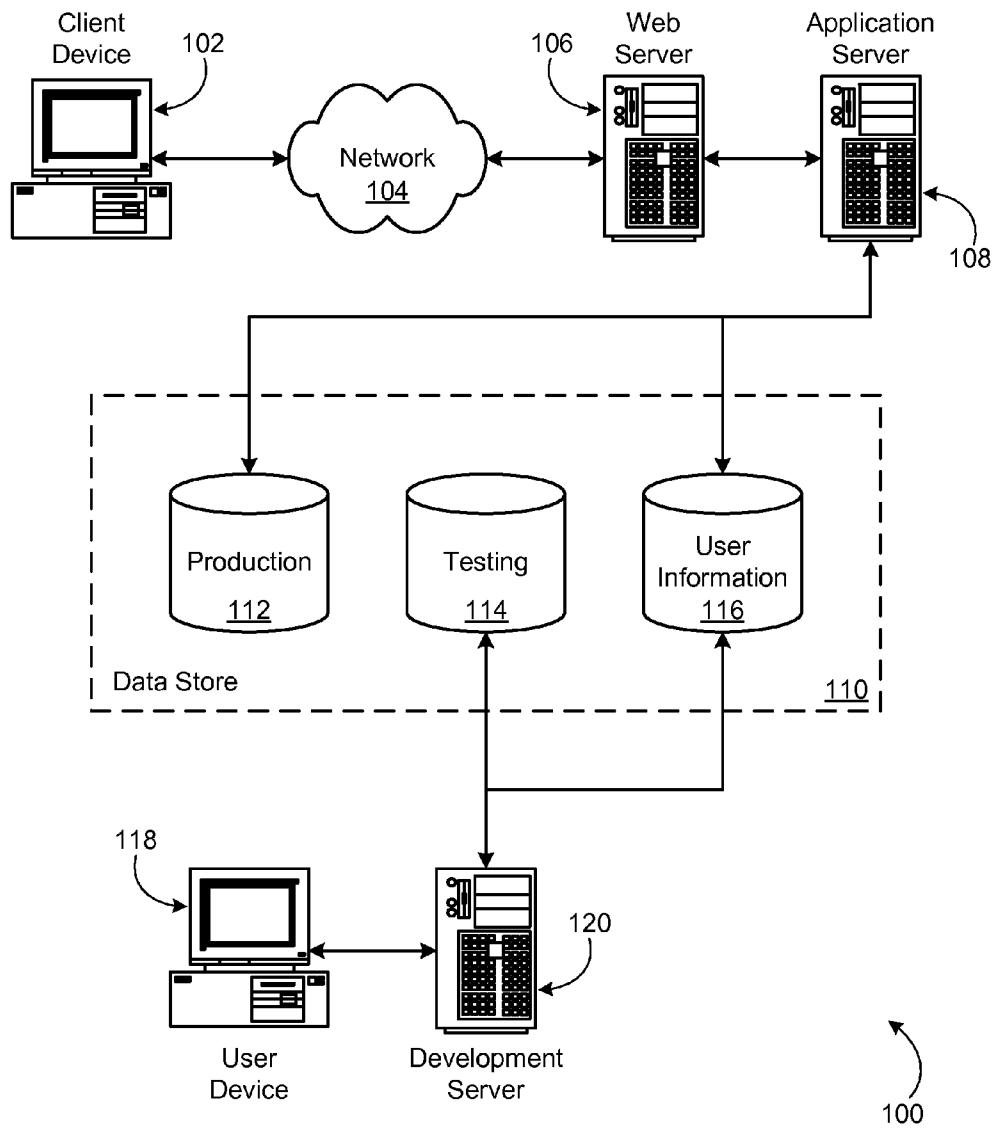 Client
Device
102
Network
104
106
Web
Server
Application
Server
108
Production
112
Testing
114
User
Information
116
Data Store
110
118
User
Device
Development
Server
120
100